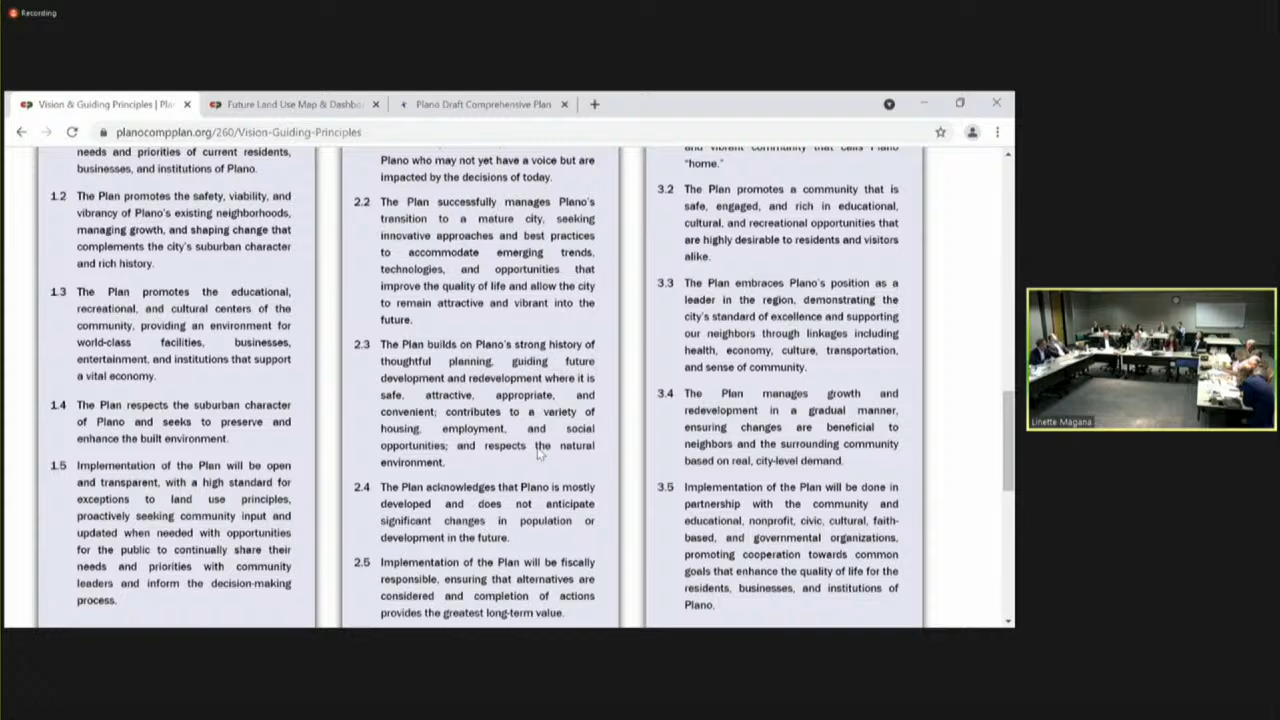 Recording
Vision & Guiding Principles | Pla
Future Land Use Map & Dashbo
Plano Draft Comprehensive Plan
planocompplan.org/260/Vision-Guiding-Principles
needs and priorities of current residents,
businesses, and institutions of Plano.
1.2 The Plan promotes the safety, viability, and
vibrancy of Plano's existing neighborhoods,
managing growth, and shaping change that
complements the city's suburban character
and rich history.
1.3 The Plan promotes the educational,
recreational, and cultural centers of the
community, providing an environment for
world-class facilities, businesses,
entertainment, and institutions that support
a vital economy.
1.4 The Plan respects the suburban character
of Plano and seeks to preserve and
enhance the built environment.
1.5 Implementation of the Plan will be open
and transparent, with a high standard for
exceptions to land use principles,
proactively seeking community input and
updated when needed with opportunities
for the public to continually share their
needs and priorities with community
leaders and inform the decision-making
process.
Plano who may not yet have a voice but are
impacted by the decisions of today.
2.2 The Plan successfully manages Plano's
transition to a mature city, seeking
innovative approaches and best practices
to accommodate emerging trends,
technologies, and opportunities that
improve the quality of life and allow the city
to remain attractive and vibrant into the
future.
2.3 The Plan builds on Plano's strong history of
thoughtful planning, guiding future
development and redevelopment where it is
safe, attractive, appropriate, and
convenient; contributes to a variety of
housing, employment, and social
opportunities; and respects the natural
environment.
2.4 The Plan acknowledges that Plano is mostly
developed and does not anticipate
significant changes in population or
development in the future.
2.5 Implementation of the Plan will be fiscally
responsible, ensuring that alternatives are
considered and completion of actions
provides the greatest long-term value.
and vibrant community that calls Plano
"home."
3.2 The Plan promotes a community that is
safe, engaged, and rich in educational,
cultural, and recreational opportunities that
are highly desirable to residents and visitors
alike.
3.3 The Plan embraces Plano's position as a
leader in the region, demonstrating the
city's standard of excellence and supporting
our neighbors through linkages including
health, economy, culture, transportation,
and sense of community.
3.4 The Plan manages growth and
redevelopment in a gradual manner,
ensuring changes are beneficial to
neighbors and the surrounding community
based on real, city-level demand.
3.5 Implementation of the Plan will be done in
partnership with the community and
educational, nonprofit, civic, cultural, faith-
based, and governmental organizations,
promoting cooperation towards common
goals that enhance the quality of life for the
residents, businesses, and institutions of
Plano.
Linette Magana